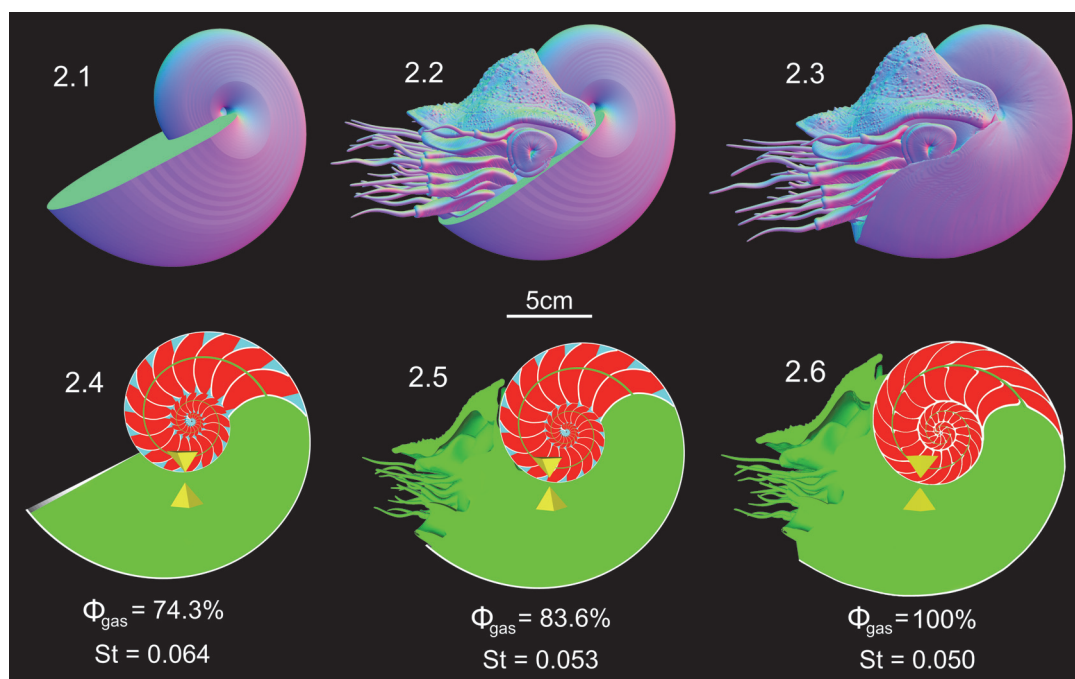 2.1
2.2
2.3
5cm
2.4
2.5
2.6
Φgas = 74.3%
Φgas = 83.6%
Φgas = 100%
St = 0.064
St = 0.053
St = 0.050